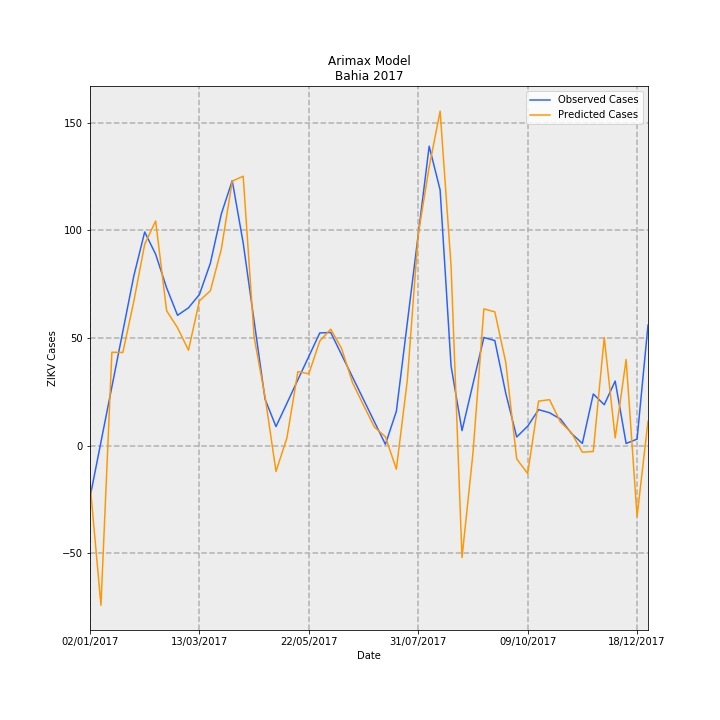 Arimax Model
Bahia 2017
Observed Cases
Predicted Cases
150
100
50
0
−50
ZIKV Cases
02/01/2017 13/03/2017 22/05/2017 31/07/2017 09/10/2017 18/12/2017
Date